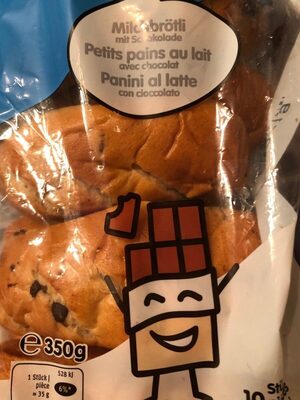 Milchbrötli
mit Schokolade
Petits pains au lait
avec chocolat
Panini al latte
con cioccolato
e 350g
1 Stück |
pièce
= 35 g
528 kJ
6%*
10